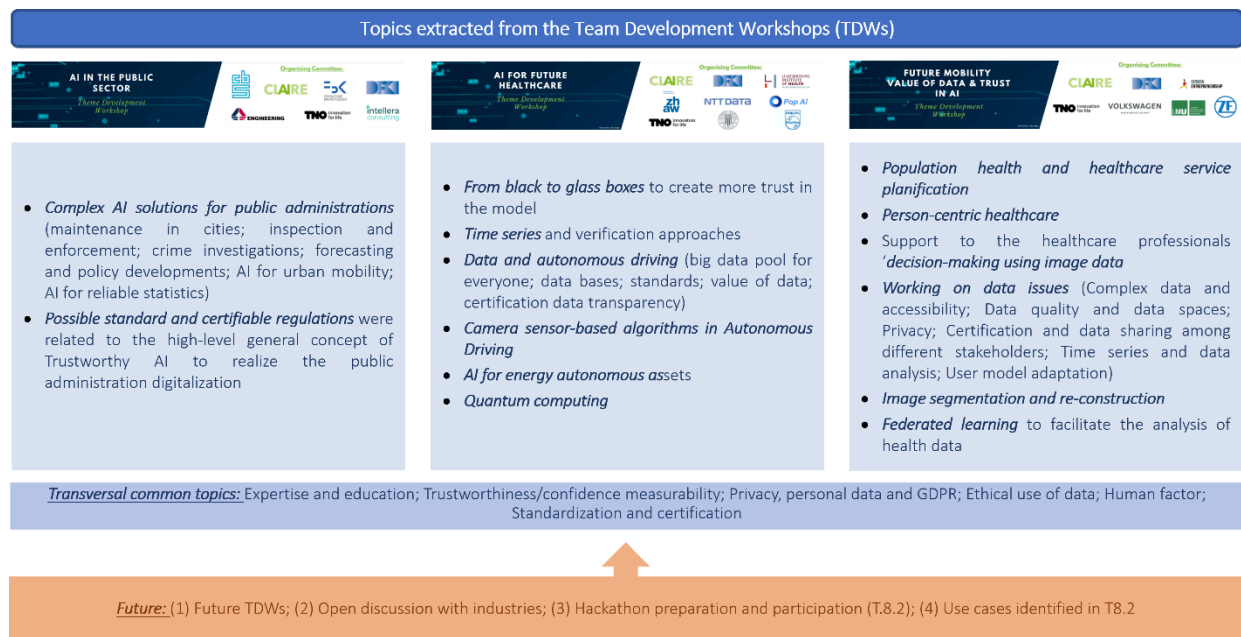 Topics extracted from the Team Development Workshops (TDWs)
AI IN THE PUBLIC
SECTOR
Theme Development
Workshop
Organising Committee:
CLAIRE
FBK
DFKI
ENGINEERING
TNO innovation
for life
intellera
consulting
AI FOR FUTURE
HEALTHCARE
Theme Development
Workshop
Organising Committee:
CLAIRE
DFKI
LUXEMBOURG
INSTITUTE
OF HEALTH
zh
aw
NTT DATA
Pop AI
TNO innovation
for life
PHILIPS
FUTURE MOBILITY
VALUE OF DATA & TRUST
IN AI
Theme Development
Workshop
Organising Committee:
CLAIRE
DFKI
ENTREPRENEURSHIP
TNO innovation
for life
VOLKSWAGEN
MU
ZF
• Complex AI solutions for public administrations
(maintenance in cities; inspection and
enforcement; crime investigations; forecasting
and policy developments; AI for urban mobility;
AI for reliable statistics)
• Possible standard and certifiable regulations were
related to the high-level general concept of
Trustworthy AI to realize the public
administration digitalization
• From black to glass boxes to create more trust in
the model
• Time series and verification approaches
• Data and autonomous driving (big data pool for
everyone; data bases; standards; value of data;
certification data transparency)
• Camera sensor-based algorithms in Autonomous
Driving
• AI for energy autonomous assets
• Quantum computing
• Population health and healthcare service
planification
• Person-centric healthcare
• Support to the healthcare professionals
‘decision-making using image data
• Working on data issues (Complex data and
accessibility; Data quality and data spaces;
Privacy; Certification and data sharing among
different stakeholders; Time series and data
analysis; User model adaptation)
• Image segmentation and re-construction
• Federated learning to facilitate the analysis of
health data
Transversal common topics: Expertise and education; Trustworthiness/confidence measurability; Privacy, personal data and GDPR; Ethical use of data; Human factor;
Standardization and certification
Future: (1) Future TDWs; (2) Open discussion with industries; (3) Hackathon preparation and participation (T.8.2); (4) Use cases identified in T8.2